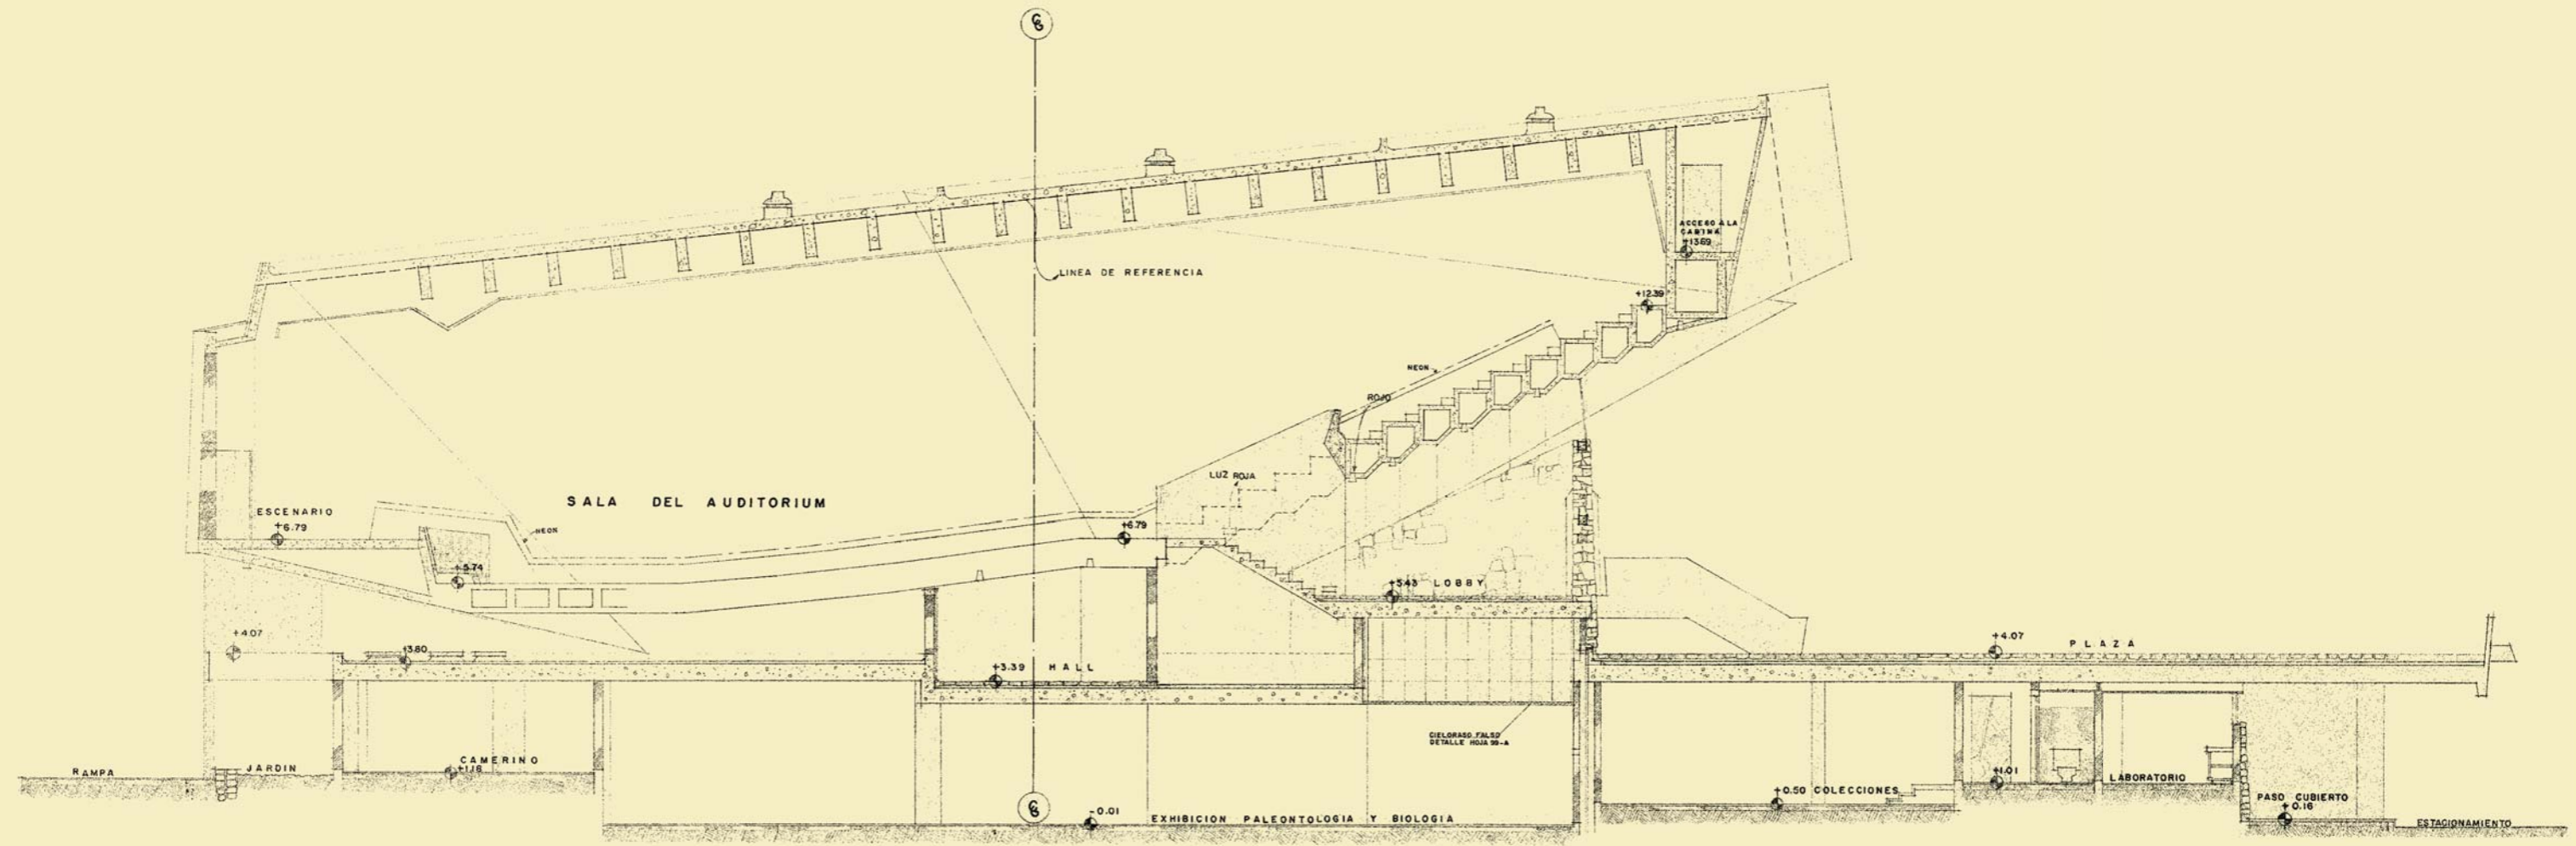 ACCESO A LA
CABINA
+13.69
LINEA DE REFERENCIA
+12.39
NEON
ROJO
LUZ ROJA
SALA DEL AUDITORIUM
ESCENARIO
+6.79
NEON
+6.79
+5.74
+5.43 LOBBY
+4.07
+3.80
+4.07
PLAZA
+3.39 HALL
CIELORASO FALSO
DETALLE HOJA 99-A
RAMPA
JARDIN
CAMERINO
+1.16
+1.01
LABORATORIO
+0.50 COLECCIONES
PASO CUBIERTO
+0.16
-0.01
EXHIBICION PALEONTOLOGIA Y BIOLOGIA
ESTACIONAMIENTO